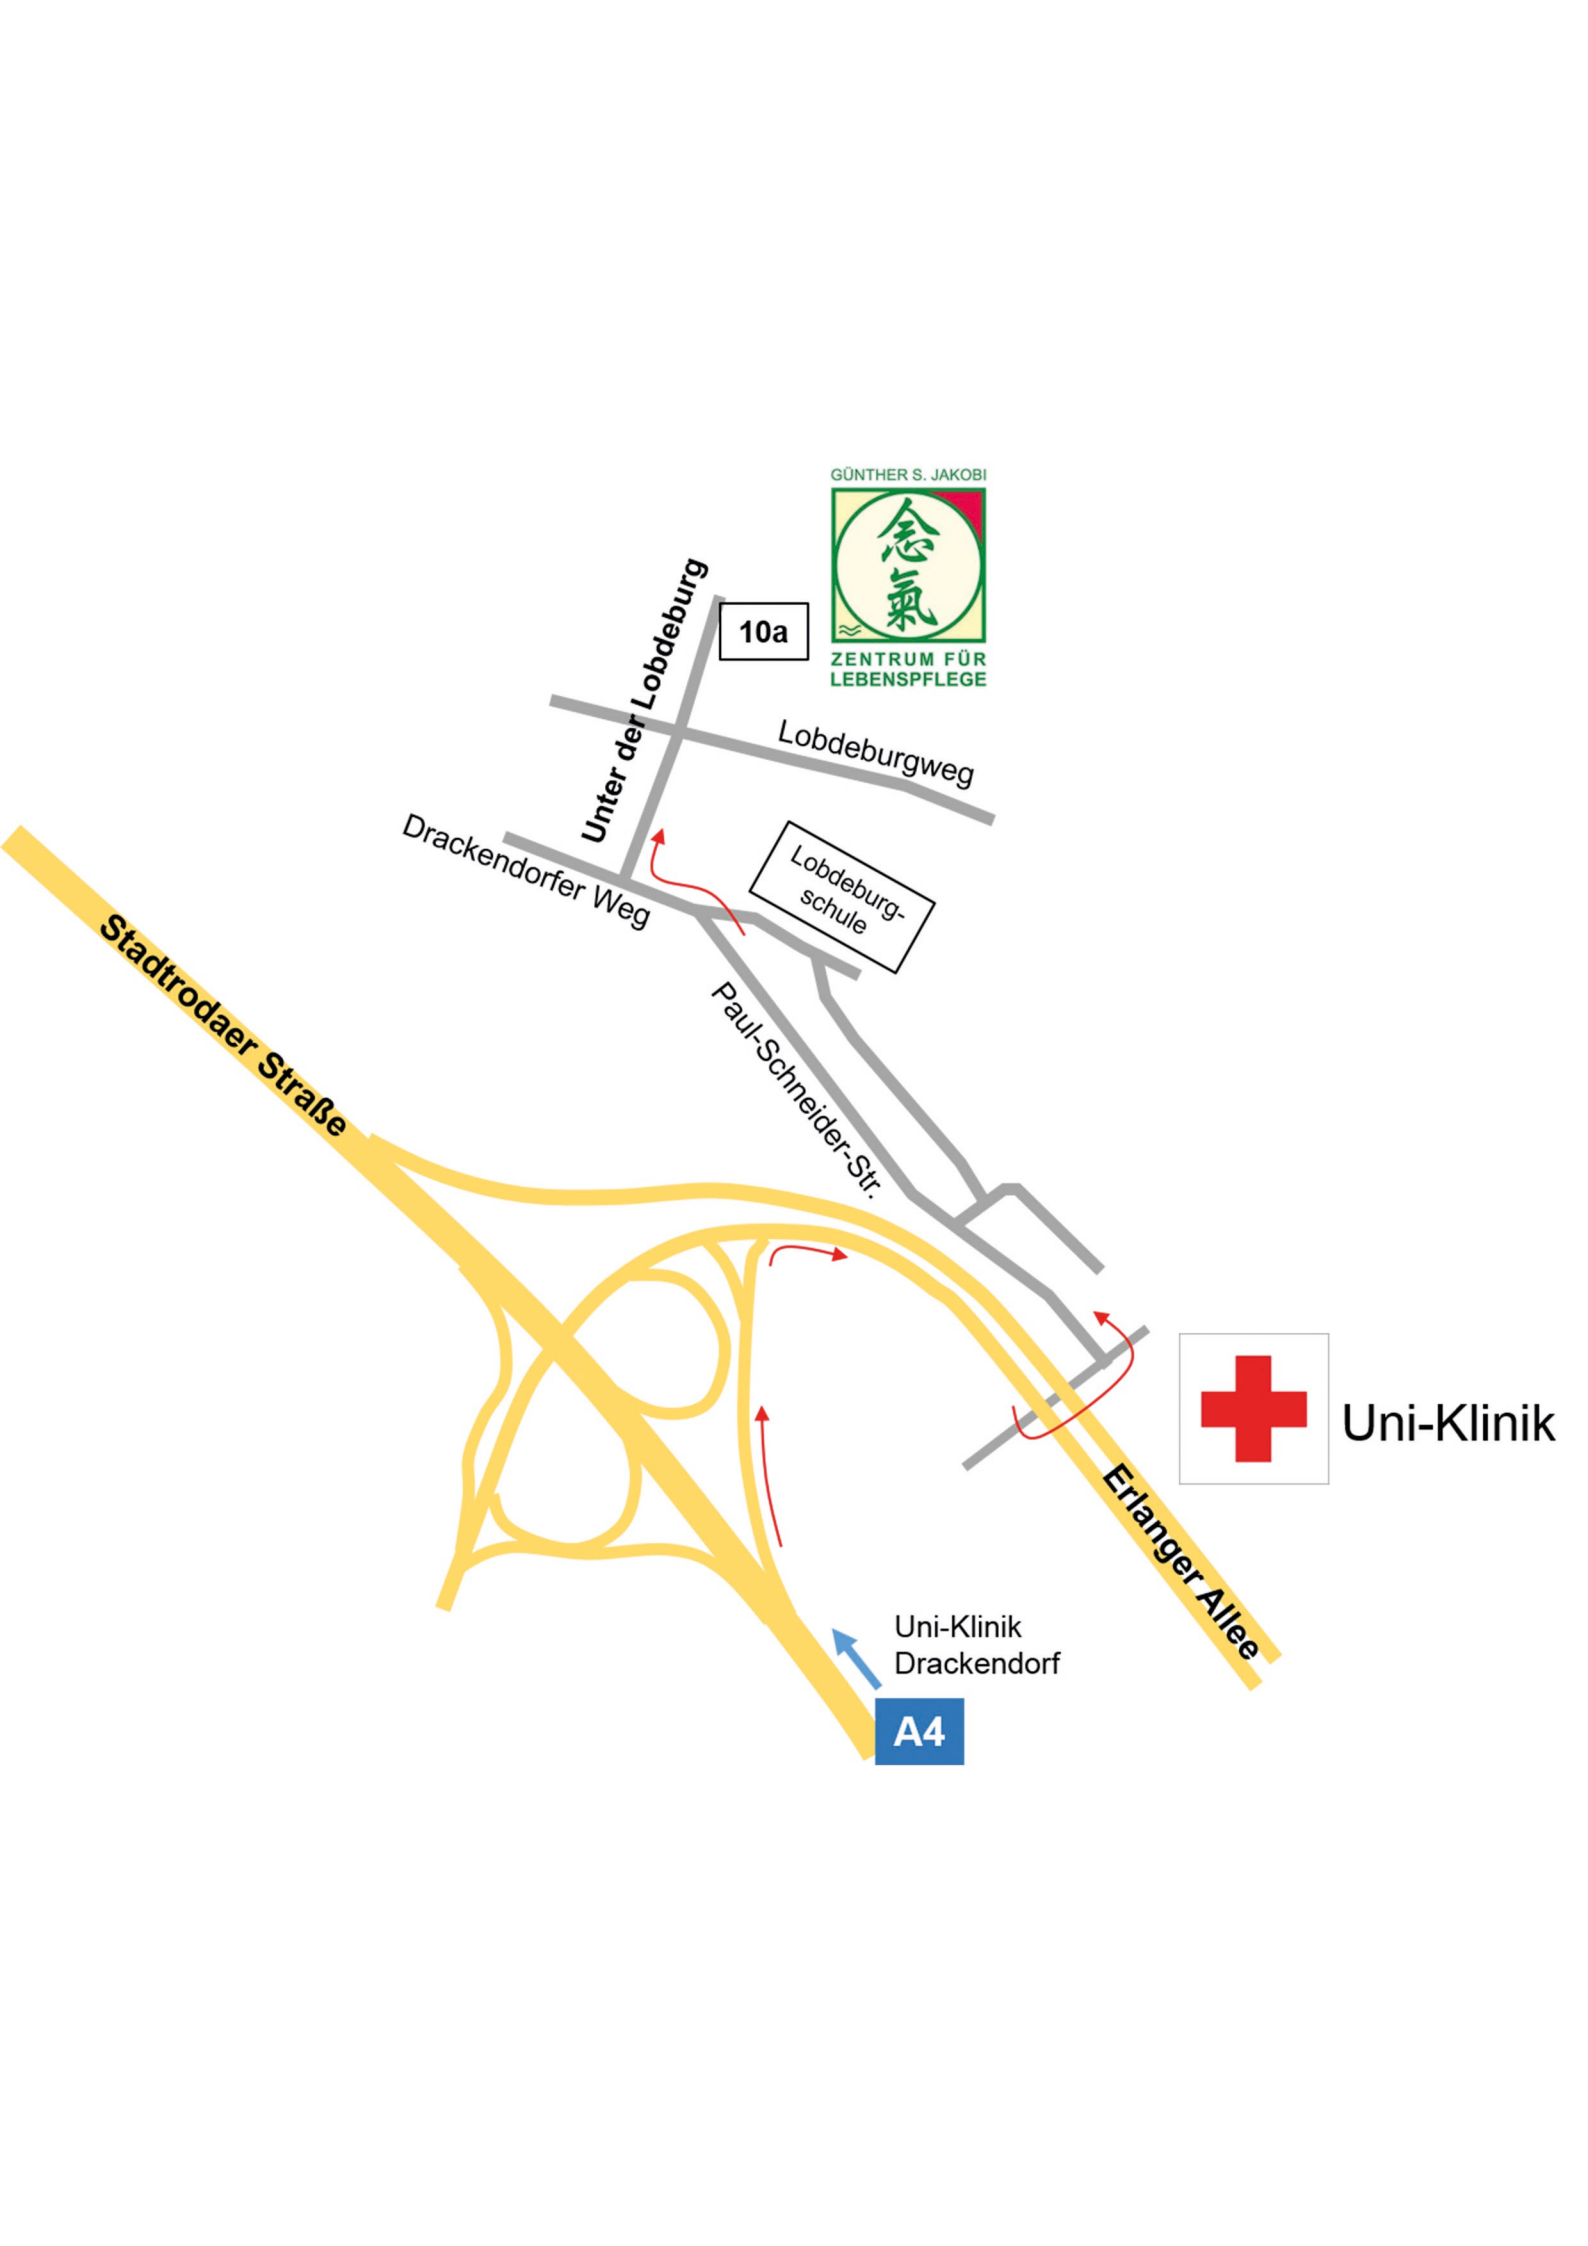 GÜNTHER S. JAKOBI
念
氣
ZENTRUM FÜR
LEBENSPFLEGE
10a
Unter der Lobdeburg
Lobdeburgweg
Drackendorfer Weg
Lobdeburg-
schule
Stadtrodaer Straße
Paul-Schneider-Str.
Uni-Klinik
Erlanger Allee
Uni-Klinik
Drackendorf
A4